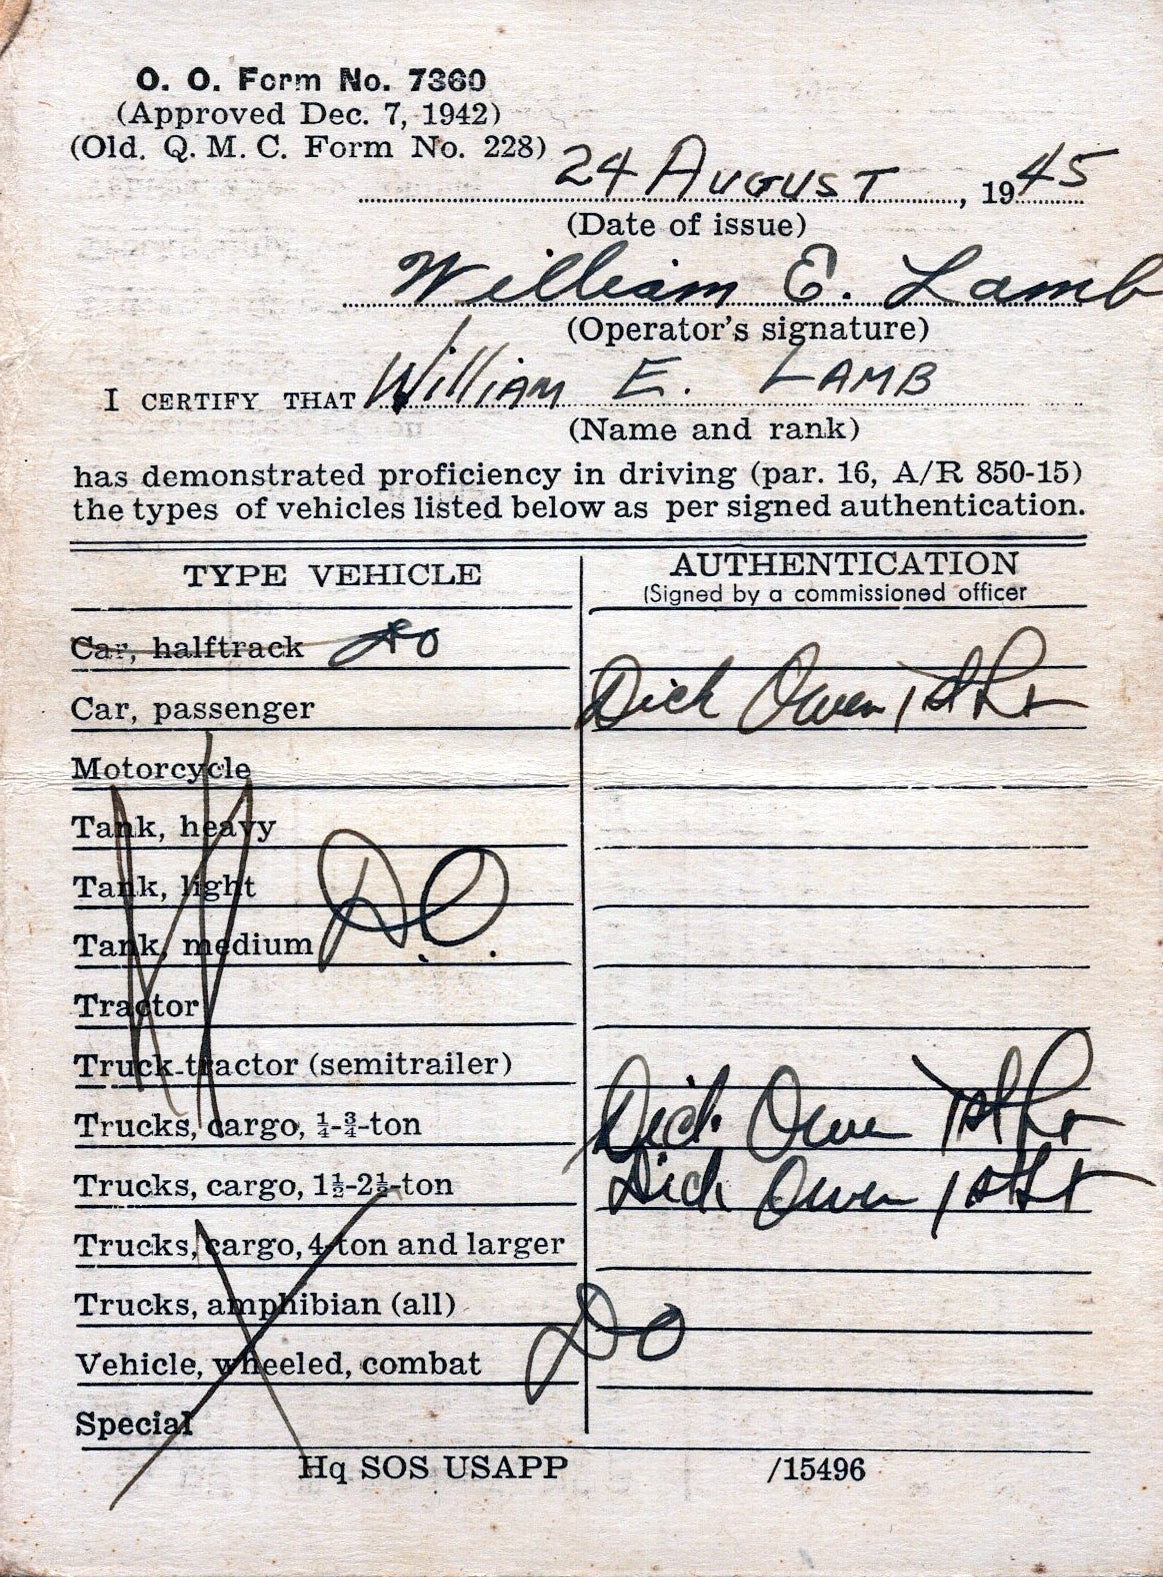 O. O. Form No. 7360
(Approved Dec. 7, 1942)
(Old. Q. M. C. Form No. 228)
24 August, 1945
(Date of issue)
William E. Lamb
(Operator's signature)
I CERTIFY THAT William E. Lamb
(Name and rank)
has demonstrated proficiency in driving (par. 16, A/R 850-15)
the types of vehicles listed below as per signed authentication.
TYPE VEHICLE AUTHENTICATION
(Signed by a commissioned officer
Car, halftrack DO
Car, passenger Dick Owen 1st Lt
Motorcycle
Tank, heavy
Tank, light D.O.
Tank, medium
Tractor
Truck-tractor (semitrailer)
Trucks, cargo, ¼-¾-ton Dick Owen 1st Lt
Trucks, cargo, 1½-2½-ton Dick Owen 1st Lt
Trucks, cargo, 4-ton and larger
Trucks, amphibian (all)
Vehicle, wheeled, combat DO
Special
Hq SOS USAPP /15496